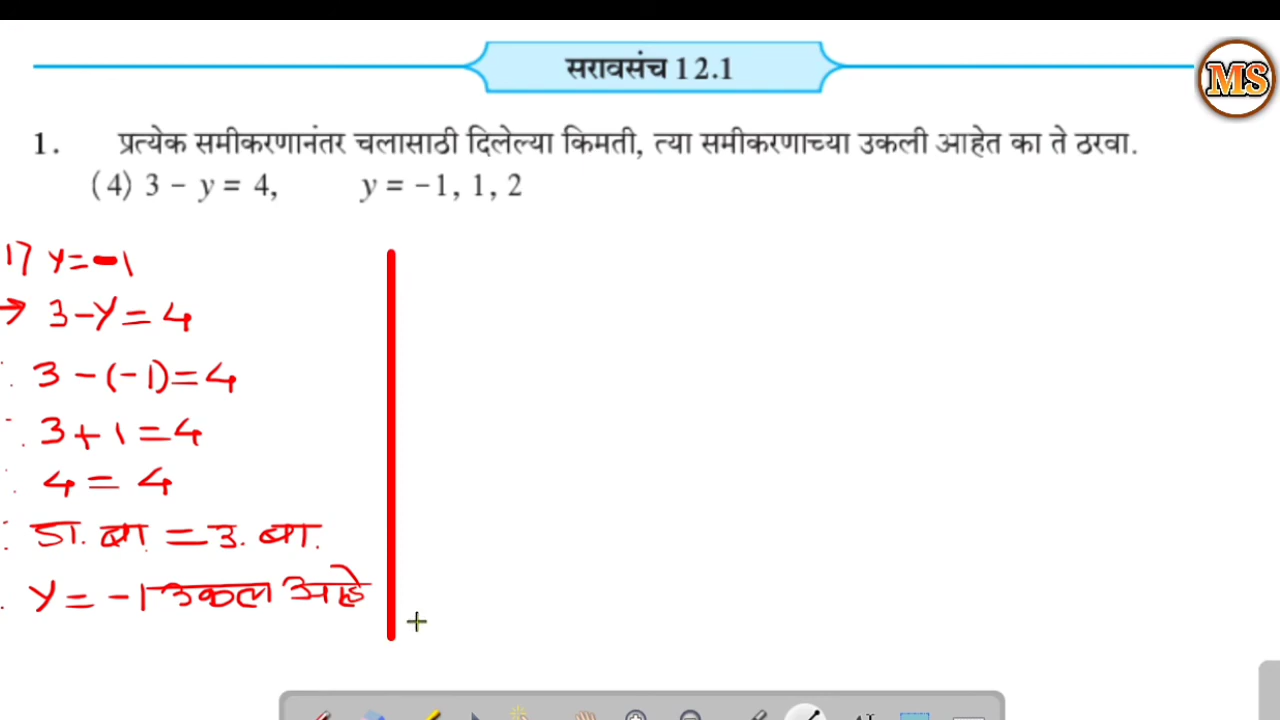 सरावसंच 12.1
MS
1. प्रत्येक समीकरणानंतर चलासाठी दिलेल्या किमती, त्या समीकरणाच्या उकली आहेत का ते ठरवा.
(4) 3 - y = 4, y = -1, 1, 2
1) y=-1
→ 3-y=4
∴ 3-(-1)=4
∴ 3+1=4
∴ 4=4
∴ डा. बा. = उ. बा.
∴ y=-1 उकल आहे